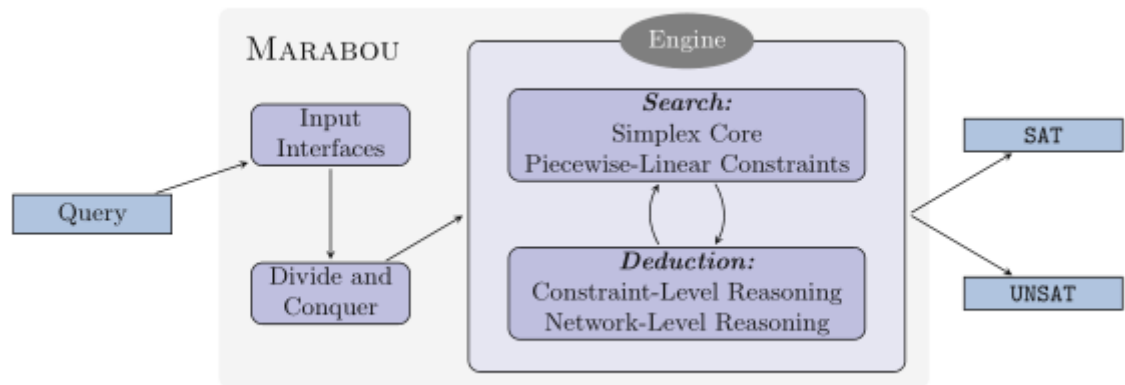 MARABOU
Engine
Input
Interfaces
Search:
Simplex Core
Piecewise-Linear Constraints
SAT
Query
Divide and
Conquer
Deduction:
Constraint-Level Reasoning
Network-Level Reasoning
UNSAT